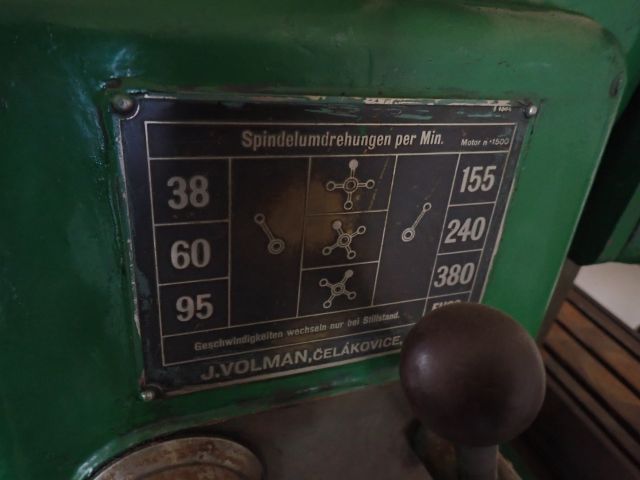 Spindelumdrehungen per Min. Motor n=1500
38 155
60 240
95 380
Geschwindigkeiten wechseln nur bei Stillstand.
J.VOLMAN, ČELÁKOVICE,